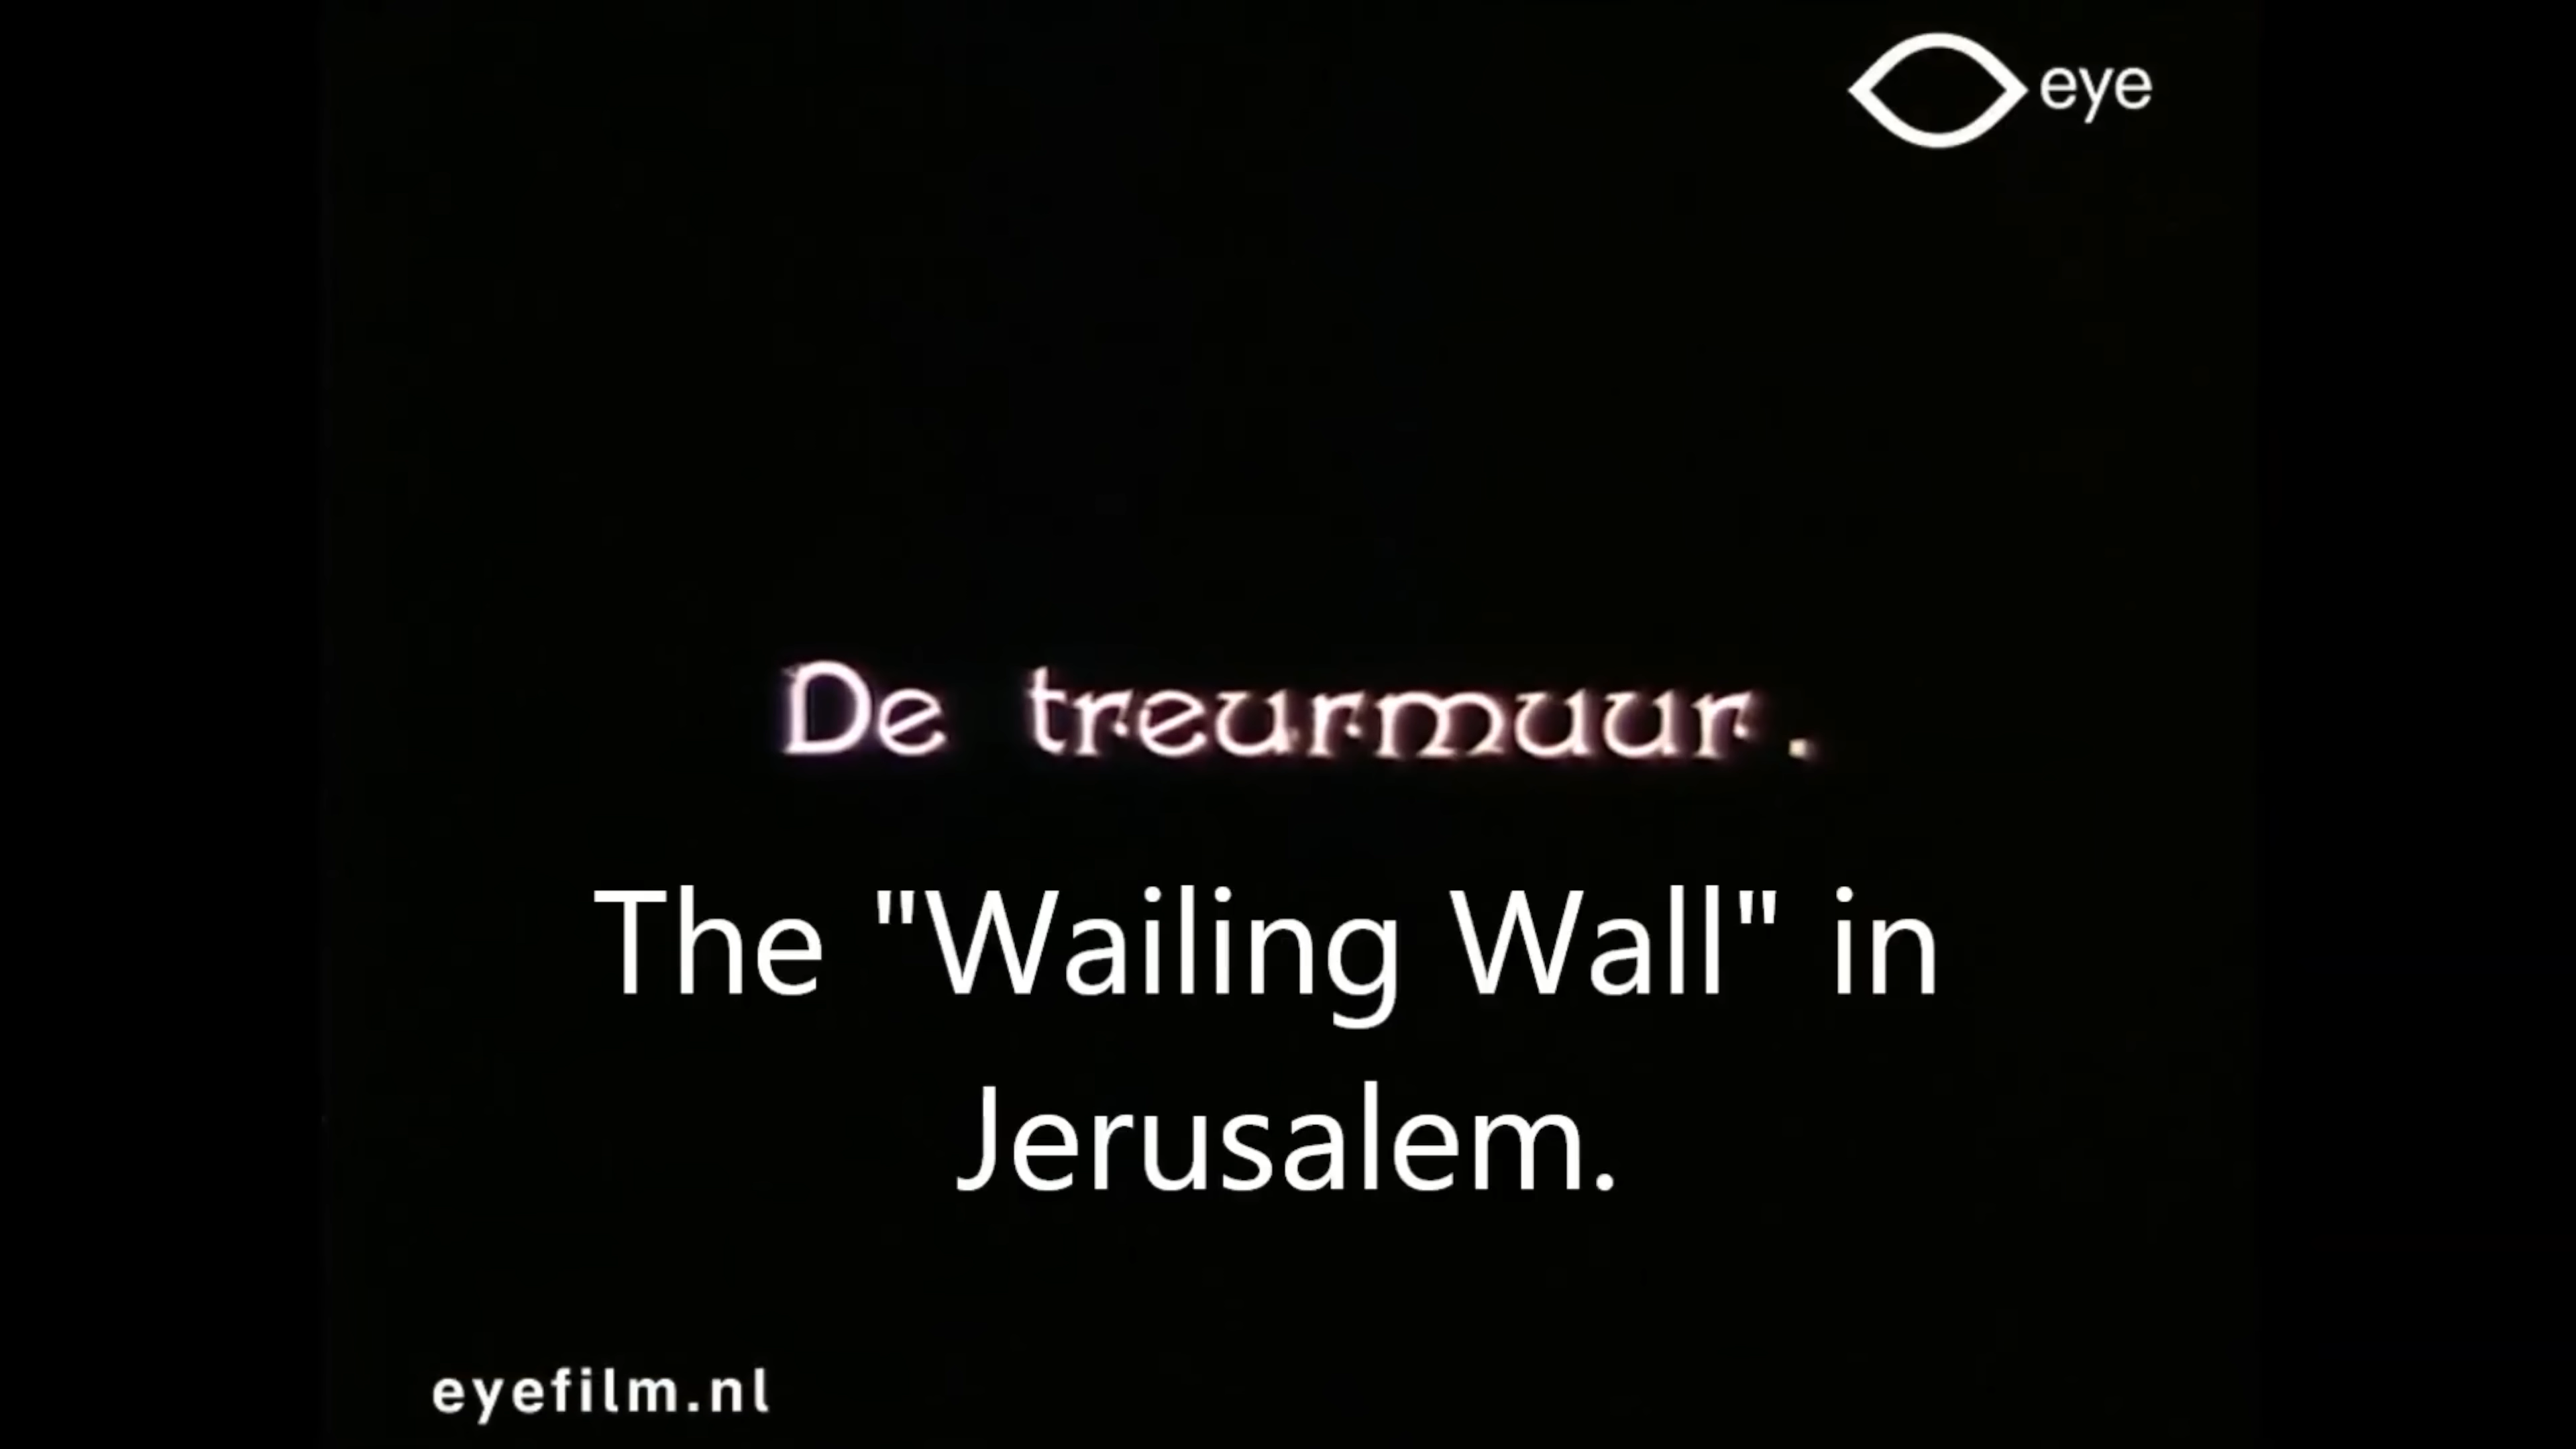 eye
De treurmuur.
The "Wailing Wall" in
Jerusalem.
eyefilm.nl